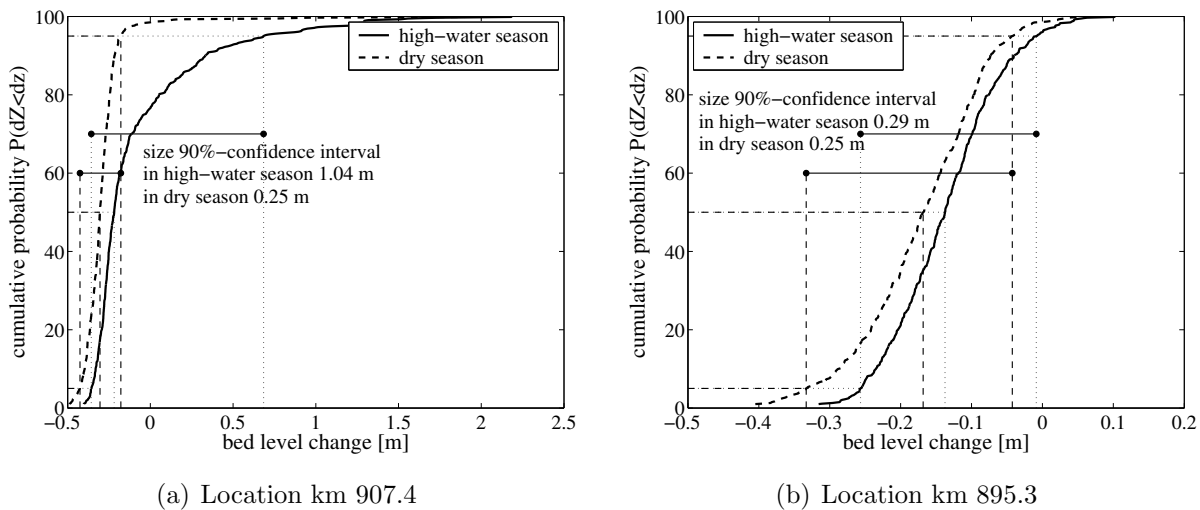 100
80
60
40
20
0
cumulative probability P(dZ<dz)
high−water season
dry season
size 90%−confidence interval
in high−water season 1.04 m
in dry season 0.25 m
−0.5 0 0.5 1 1.5 2 2.5
bed level change [m]
(a) Location km 907.4
100
80
60
40
20
0
cumulative probability P(dZ<dz)
high−water season
dry season
size 90%−confidence interval
in high−water season 0.29 m
in dry season 0.25 m
−0.5 −0.4 −0.3 −0.2 −0.1 0 0.1 0.2
bed level change [m]
(b) Location km 895.3